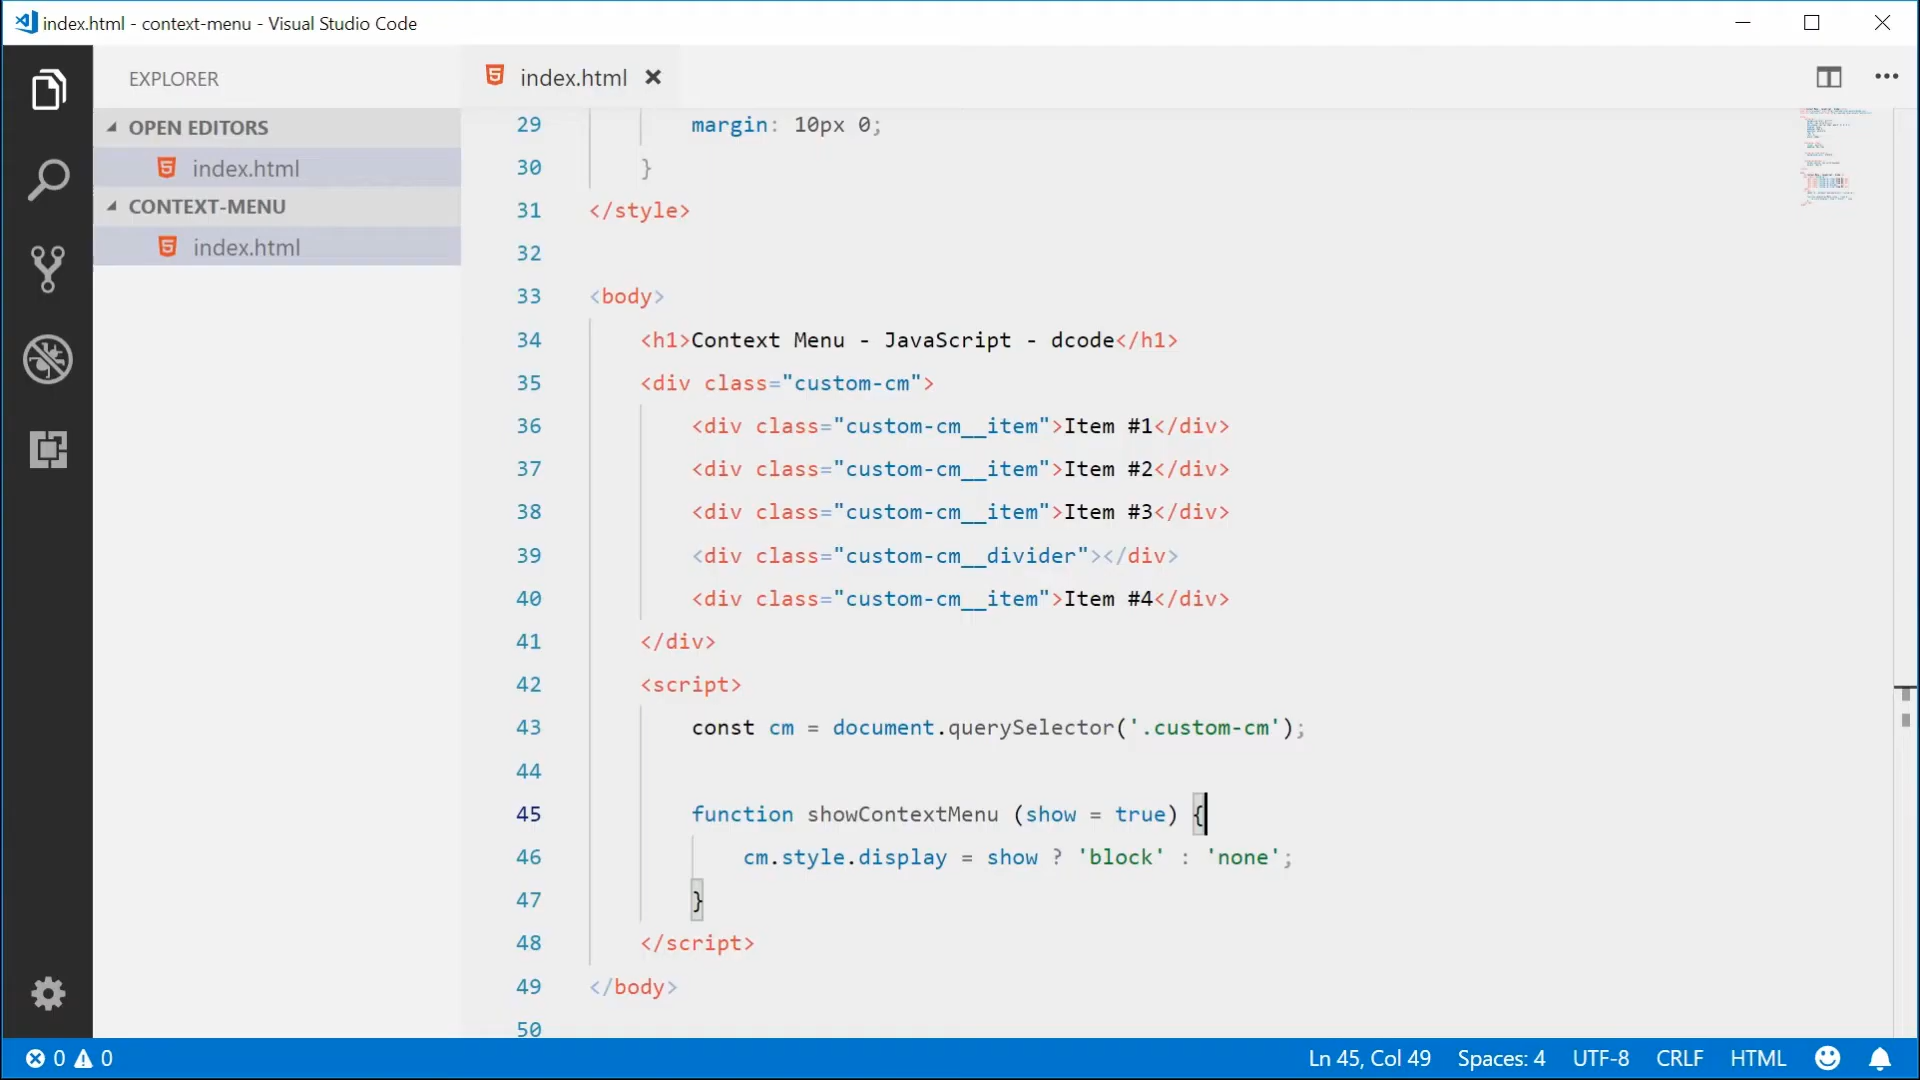 index.html - context-menu - Visual Studio Code
EXPLORER
OPEN EDITORS
index.html
CONTEXT-MENU
index.html
index.html
29 margin: 10px 0;
30 }
31 </style>
32
33 <body>
34 <h1>Context Menu - JavaScript - dcode</h1>
35 <div class="custom-cm">
36 <div class="custom-cm__item">Item #1</div>
37 <div class="custom-cm__item">Item #2</div>
38 <div class="custom-cm__item">Item #3</div>
39 <div class="custom-cm__divider"></div>
40 <div class="custom-cm__item">Item #4</div>
41 </div>
42 <script>
43 const cm = document.querySelector('.custom-cm');
44
45 function showContextMenu (show = true) {
46 cm.style.display = show ? 'block' : 'none';
47 }
48 </script>
49 </body>
50
0 0
Ln 45, Col 49 Spaces: 4 UTF-8 CRLF HTML